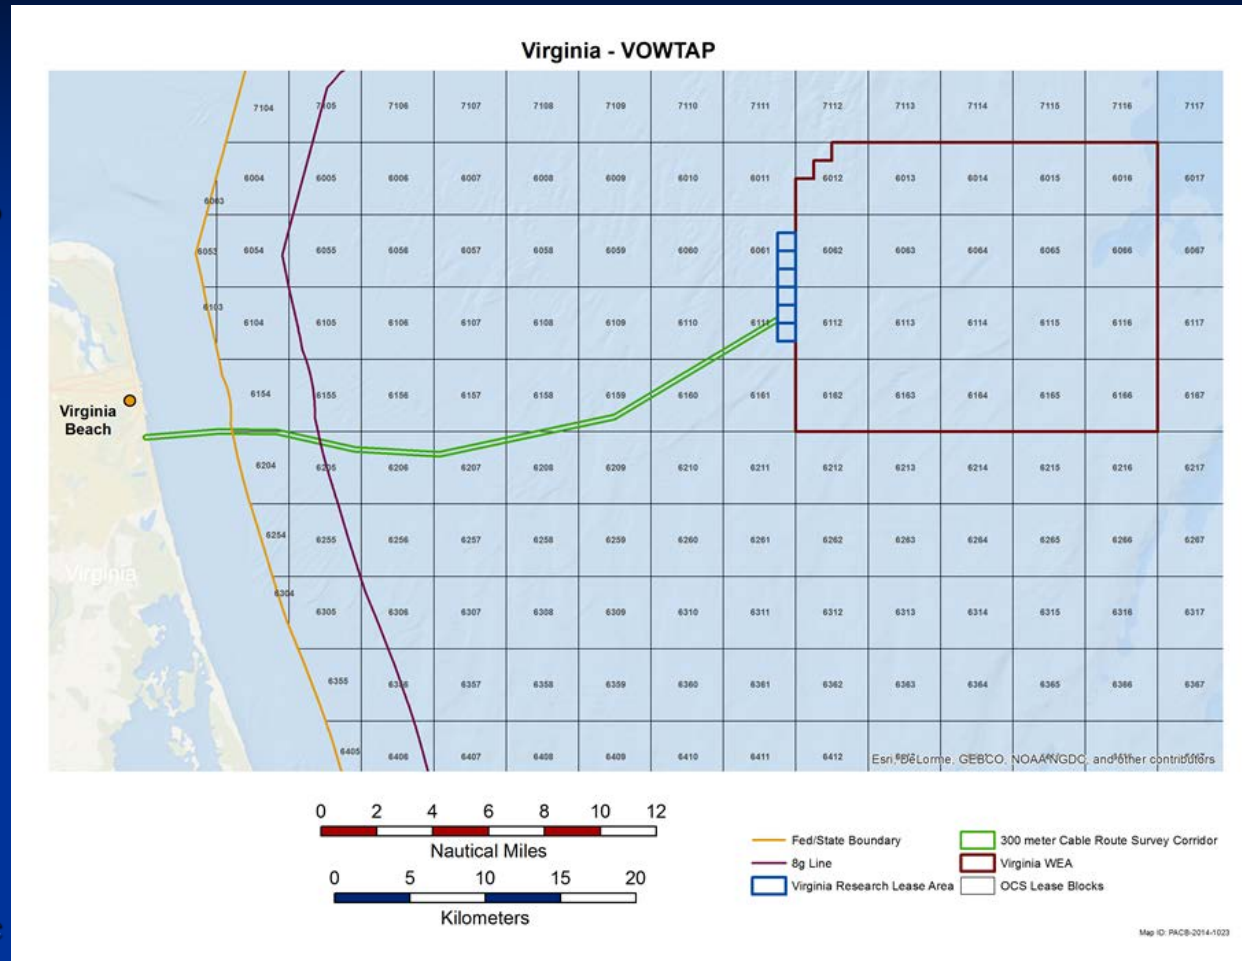 Virginia - VOWTAP
7104 7105 7106 7107 7108 7109 7110 7111 7112 7113 7114 7115 7116 7117
6004 6005 6006 6007 6008 6009 6010 6011 6012 6013 6014 6015 6016 6017
6003
6053 6054 6055 6056 6057 6058 6059 6060 6061 6062 6063 6064 6065 6066 6067
6103
6104 6105 6106 6107 6108 6109 6110 6111 6112 6113 6114 6115 6116 6117
6154 6155 6156 6157 6158 6159 6160 6161 6162 6163 6164 6165 6166 6167
Virginia
Beach
6204 6205 6206 6207 6208 6209 6210 6211 6212 6213 6214 6215 6216 6217
6254 6255 6256 6257 6258 6259 6260 6261 6262 6263 6264 6265 6266 6267
Virginia
6304
6305 6306 6307 6308 6309 6310 6311 6312 6313 6314 6315 6316 6317
6355 6356 6357 6358 6359 6360 6361 6362 6363 6364 6365 6366 6367
6405 6406 6407 6408 6409 6410 6411 6412
Esri, DeLorme, GEBCO, NOAA NGDC, and other contributors
0 2 4 6 8 10 12
Nautical Miles
0 5 10 15 20
Kilometers
Fed/State Boundary
8g Line
Virginia Research Lease Area
300 meter Cable Route Survey Corridor
Virginia WEA
OCS Lease Blocks
Map ID: PACB-2014-1023